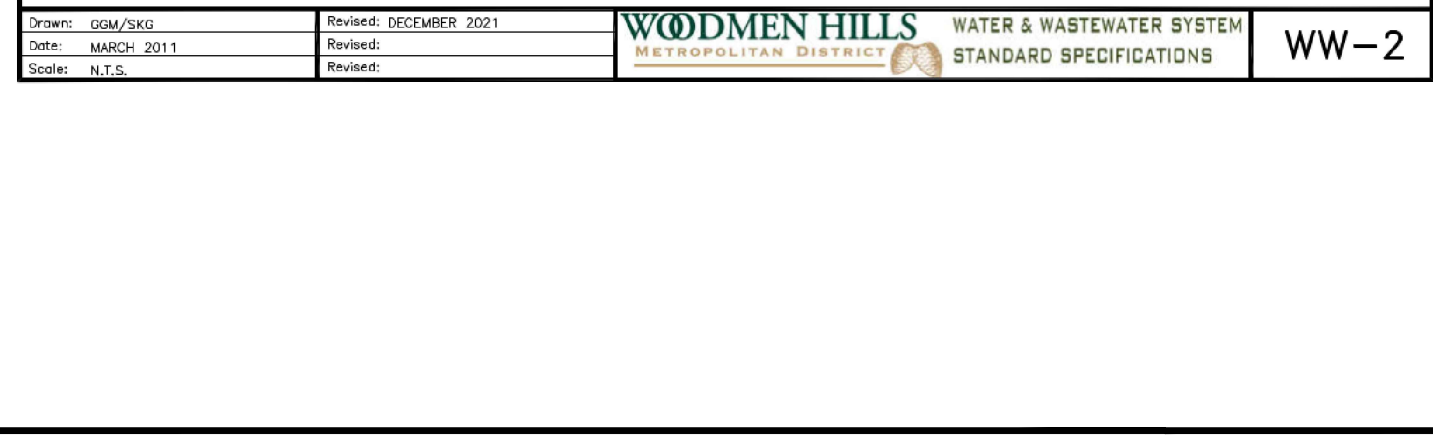 Drawn: GGM/SKG
Date: MARCH 2011
Scale: N.T.S.
Revised: DECEMBER 2021
Revised:
Revised:
WOODMEN HILLS
METROPOLITAN DISTRICT
WATER & WASTEWATER SYSTEM
STANDARD SPECIFICATIONS
WW-2